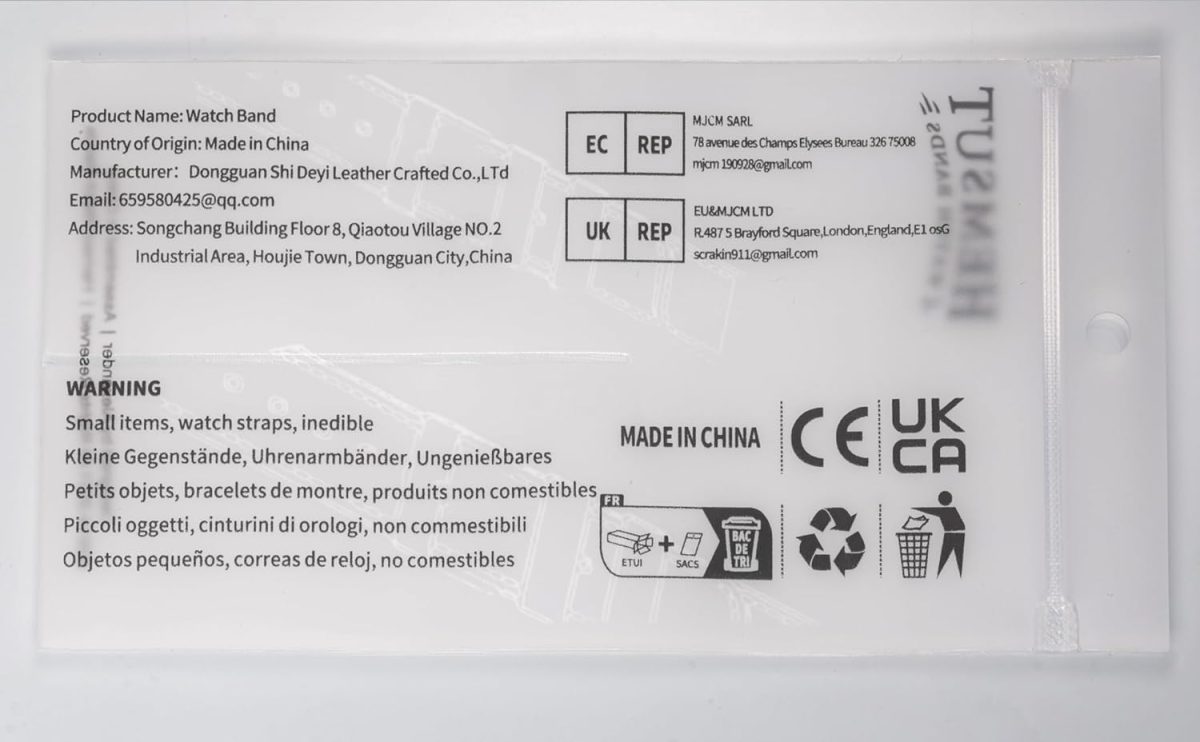 Product Name: Watch Band
Country of Origin: Made in China
Manufacturer: Dongguan Shi Deyi Leather Crafted Co.,LTd
Email: 659580425@qq.com
Address: Songchang Building Floor 8, Qiaotou Village NO.2
Industrial Area, Houjie Town, Dongguan City,China
EC REP
MJCM SARL
78 avenue des Champs Elysees Bureau 326 75008
mjcm 190928@gmail.com
UK REP
EU&MJCM LTD
R.487 5 Brayford Square,London,England,E1 osG
scrakin911@gmail.com
TUSMH
WARNING
Small items, watch straps, inedible
Kleine Gegenstände, Uhrenarmbänder, Ungenießbares
Petits objets, bracelets de montre, produits non comestibles
Piccoli oggetti, cinturini di orologi, non commestibili
Objetos pequeños, correas de reloj, no comestibles
MADE IN CHINA
CE
UK
CA
FR
ETUI
+
SACS
BAC
DE
TRI